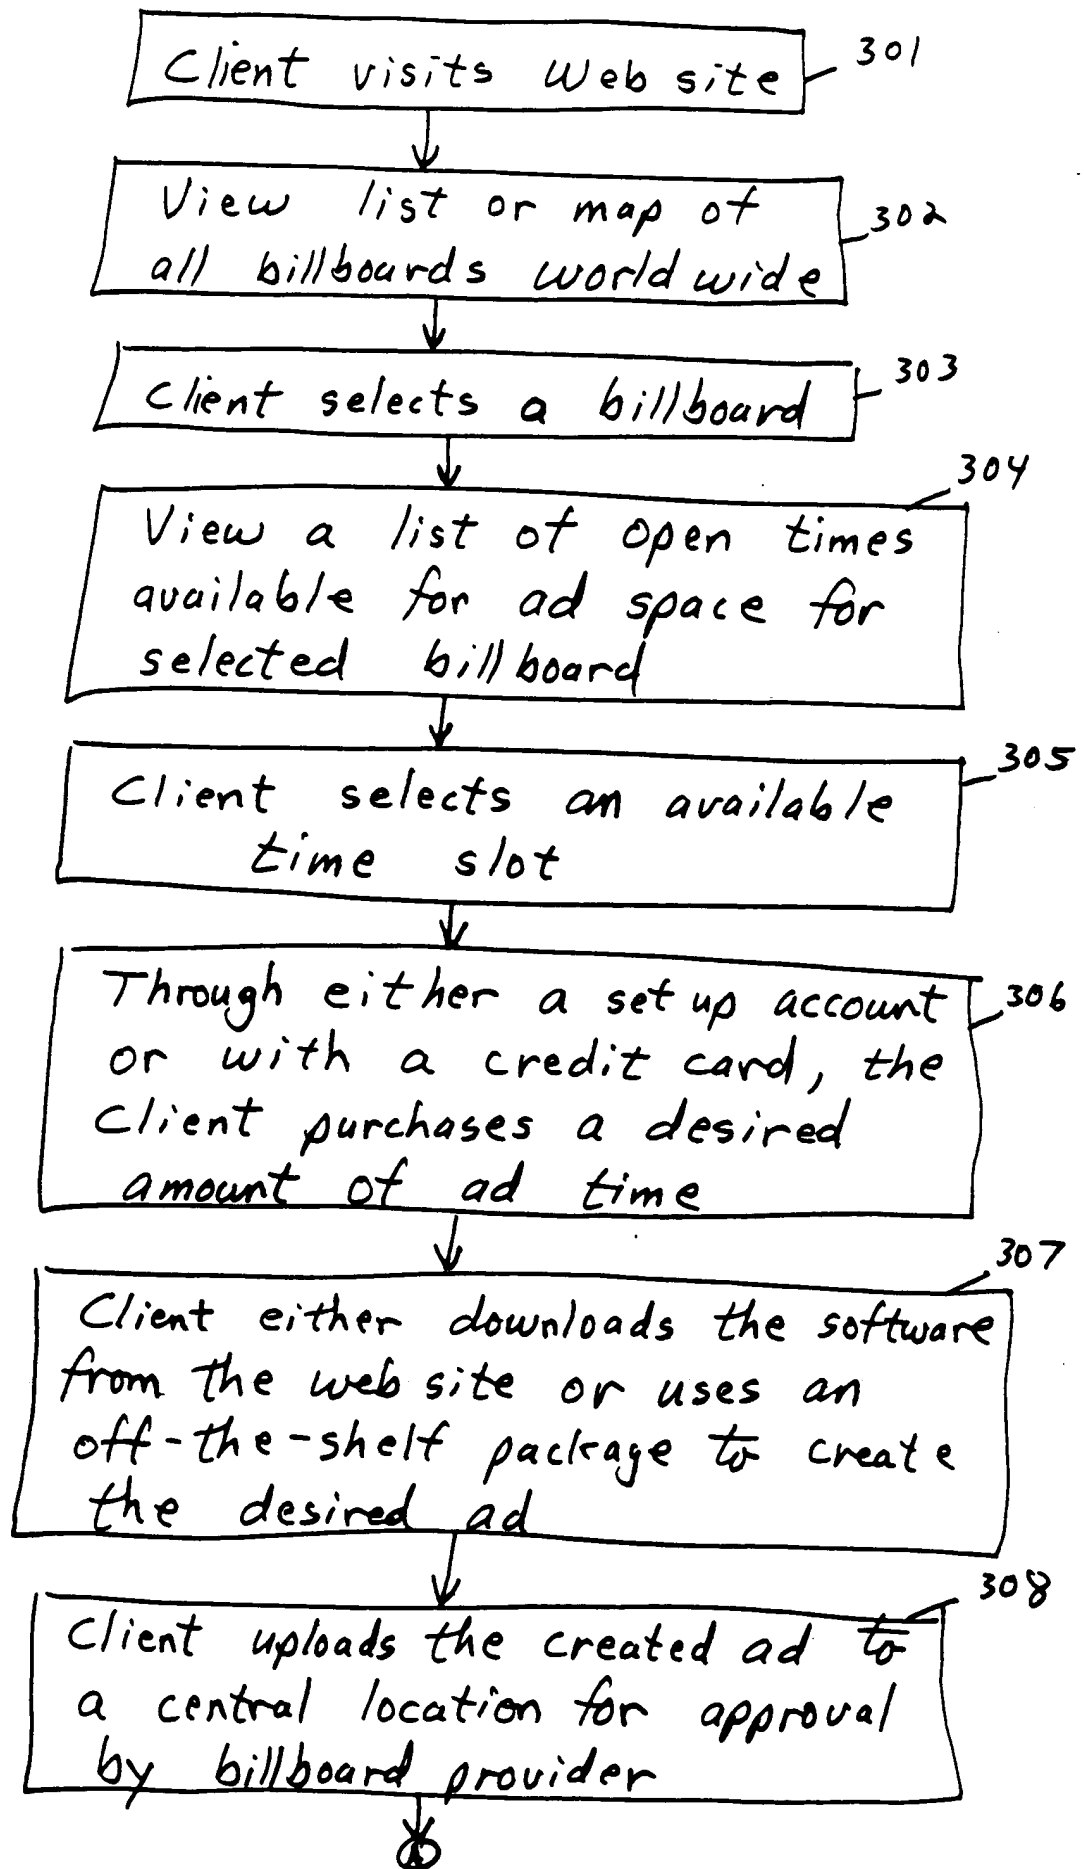 Client visits Web site
301
View list or map of
all billboards worldwide
302
Client selects a billboard
303
304
View a list of open times
available for ad space for
selected billboard
305
Client selects an available
time slot
Through either a set up account
or with a credit card, the
Client purchases a desired
amount of ad time
306
307
Client either downloads the software
from the web site or uses an
off-the-shelf package to create
the desired ad
308
Client uploads the created ad to
a central location for approval
by billboard provider